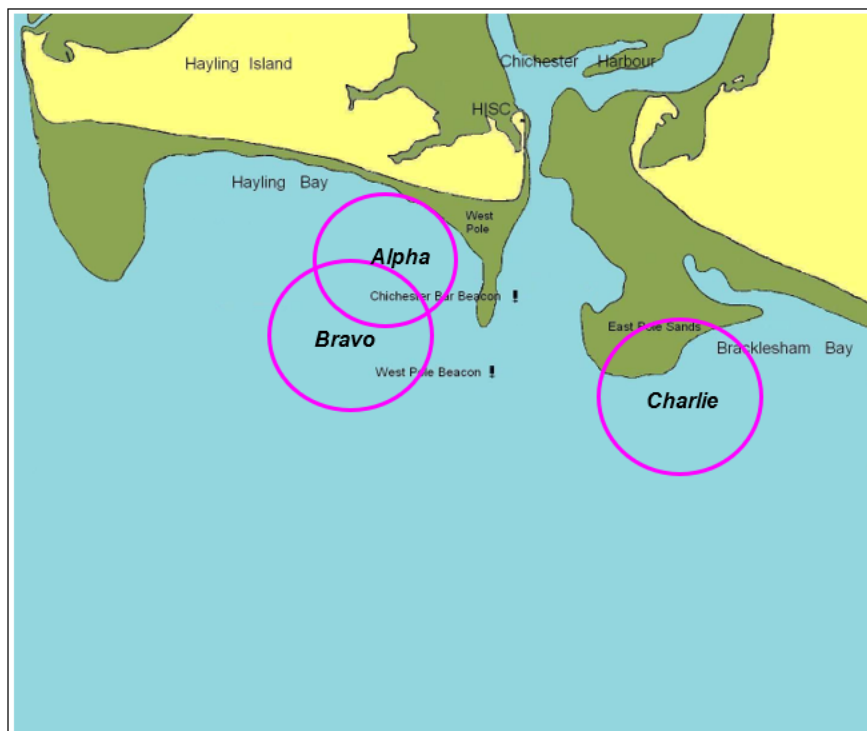 Hayling Island
Chichester Harbour
HISC
Hayling Bay
West
Pole
Alpha
Chichester Bar Beacon
East Pole Sands
Bravo
Bracklesham Bay
West Pole Beacon
Charlie